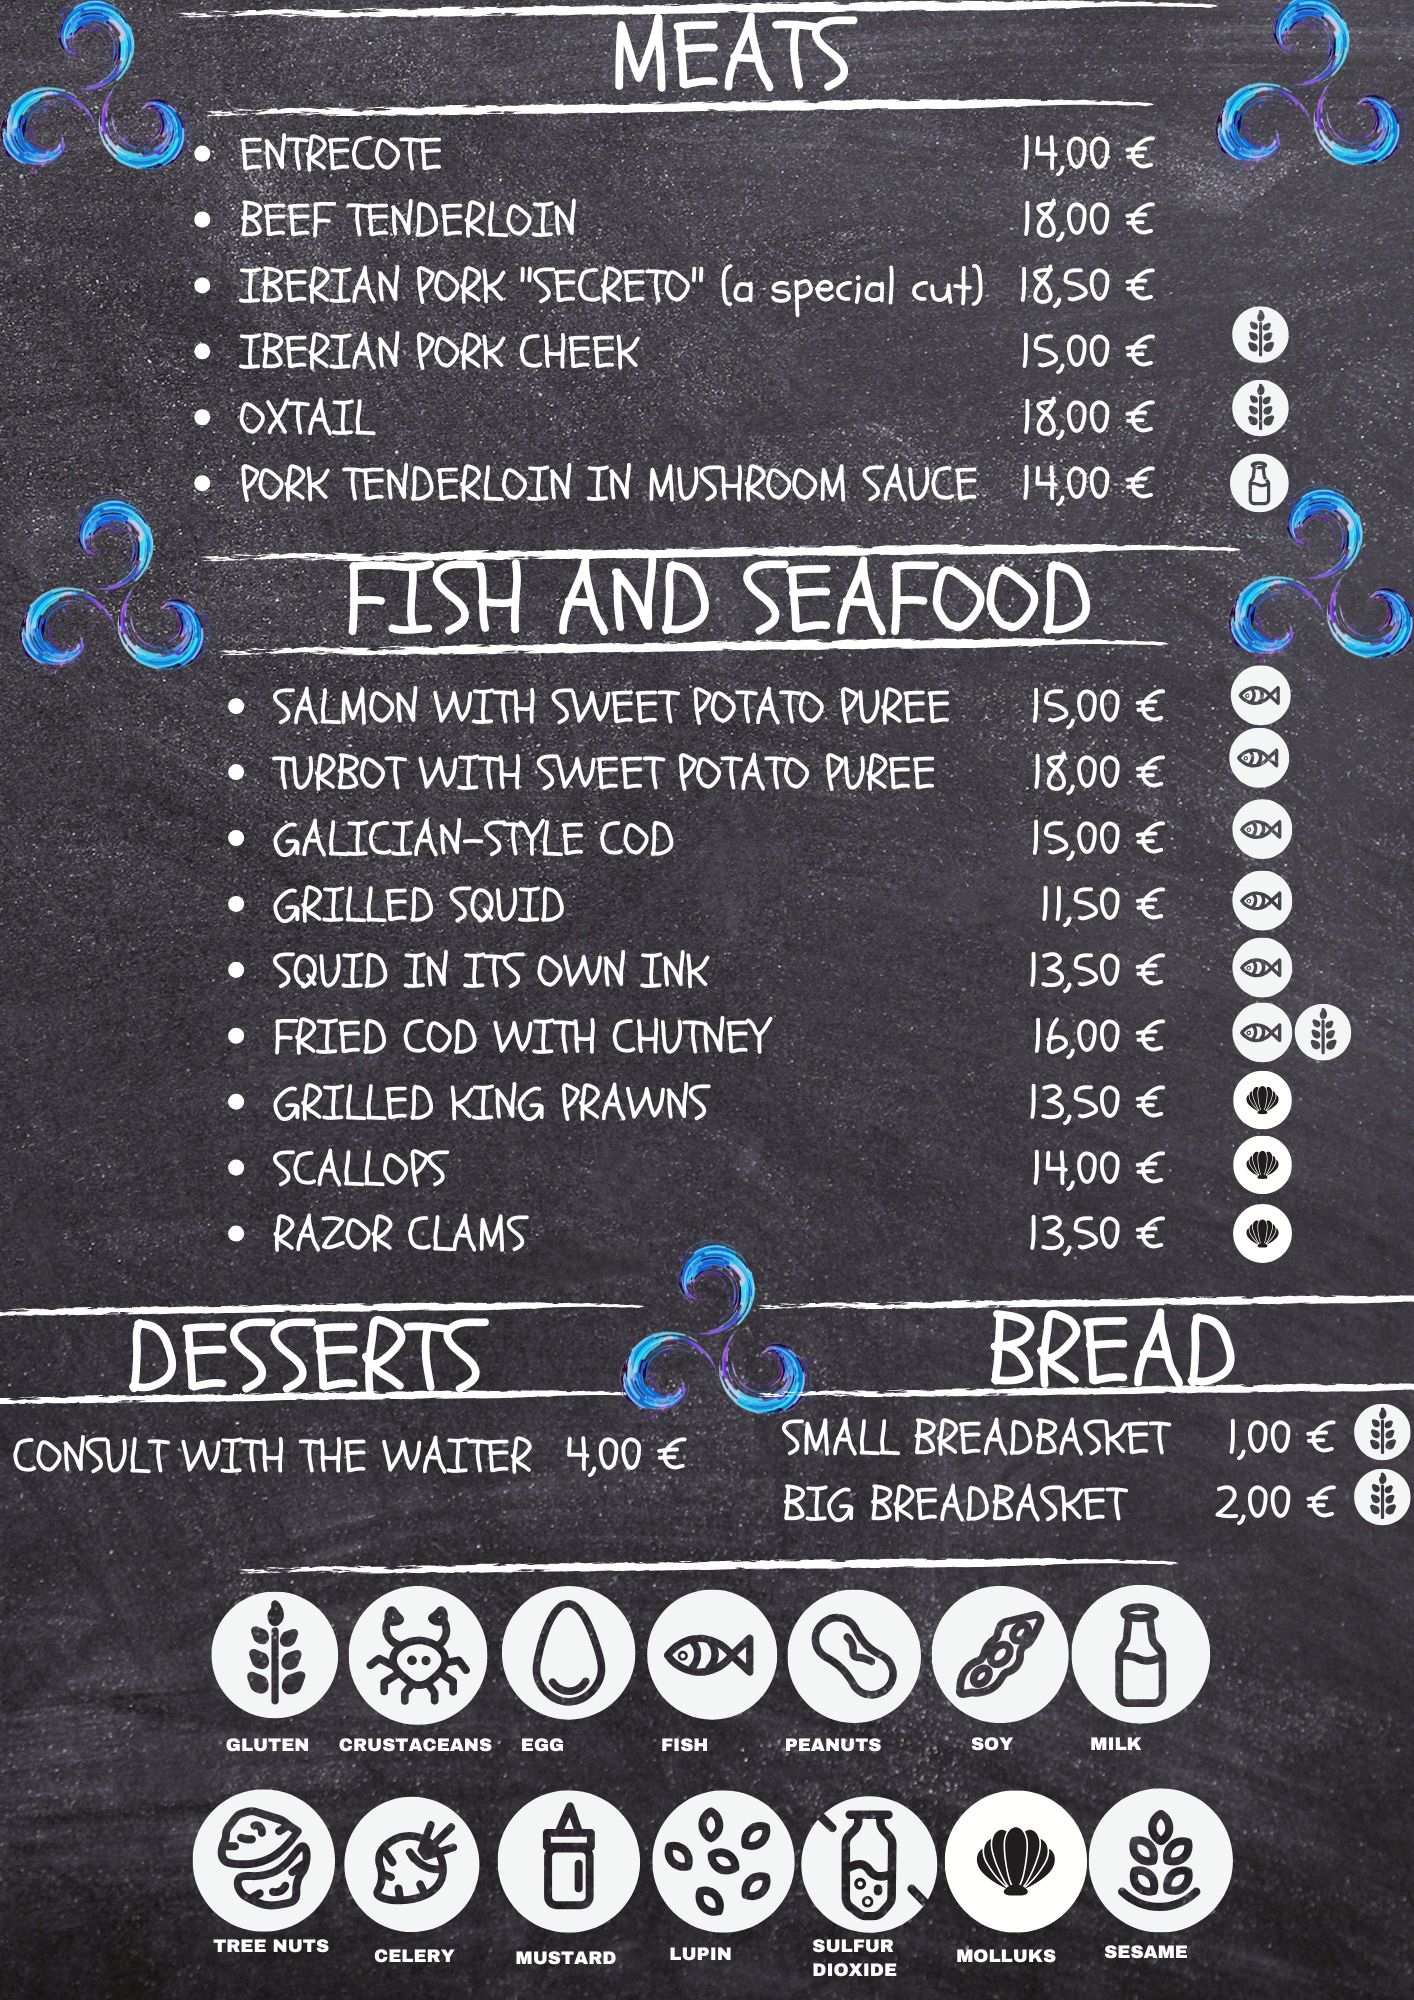 MEATS
• ENTRECOTE 14,00 €
• BEEF TENDERLOIN 18,00 €
• IBERIAN PORK "SECRETO" (a special cut) 18,50 €
• IBERIAN PORK CHEEK 15,00 €
• OXTAIL 18,00 €
• PORK TENDERLOIN IN MUSHROOM SAUCE 14,00 €
FISH AND SEAFOOD
• SALMON WITH SWEET POTATO PUREE 15,00 €
• TURBOT WITH SWEET POTATO PUREE 18,00 €
• GALICIAN-STYLE COD 15,00 €
• GRILLED SQUID 11,50 €
• SQUID IN ITS OWN INK 13,50 €
• FRIED COD WITH CHUTNEY 16,00 €
• GRILLED KING PRAWNS 13,50 €
• SCALLOPS 14,00 €
• RAZOR CLAMS 13,50 €
DESSERTS
CONSULT WITH THE WAITER 4,00 €
BREAD
SMALL BREADBASKET 1,00 €
BIG BREADBASKET 2,00 €
GLUTEN CRUSTACEANS EGG FISH PEANUTS SOY MILK
TREE NUTS CELERY MUSTARD LUPIN SULFUR DIOXIDE MOLLUKS SESAME